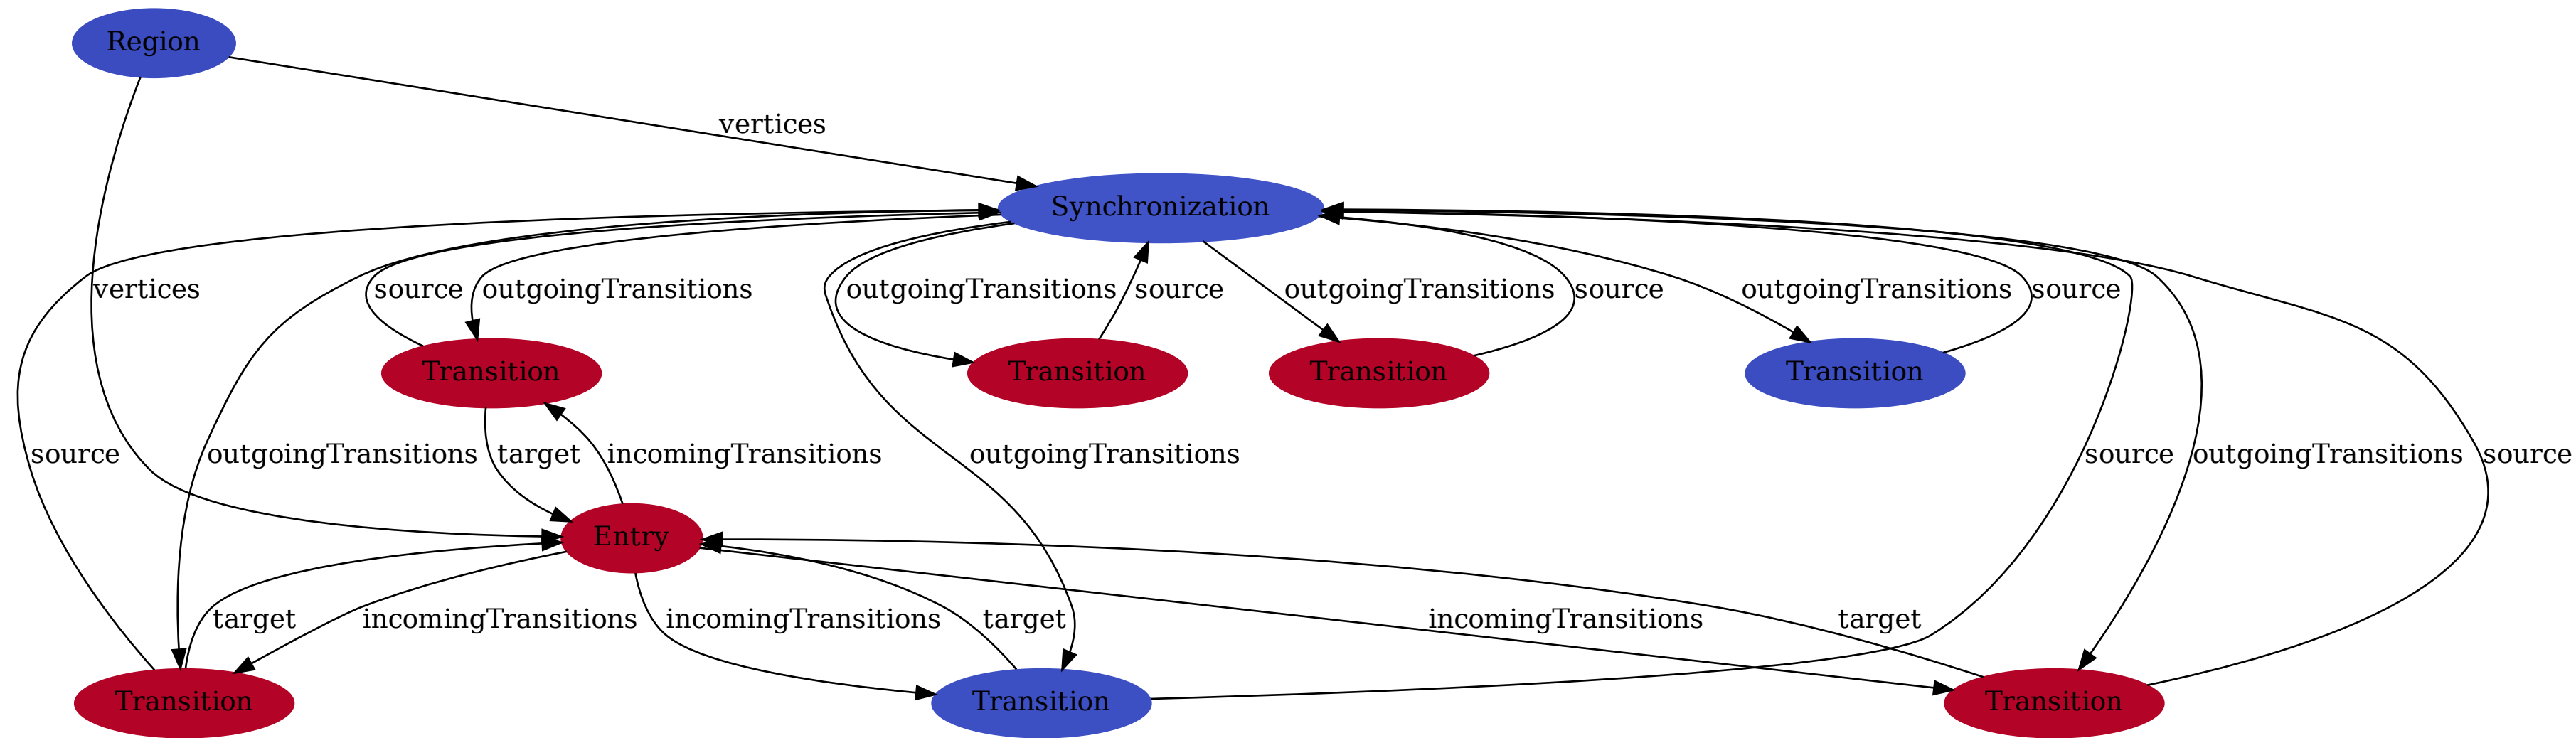 Region
vertices
Synchronization
vertices
source
outgoingTransitions
outgoingTransitions
source
outgoingTransitions
source
outgoingTransitions
source
Transition
Transition
Transition
Transition
source
outgoingTransitions
target
incomingTransitions
outgoingTransitions
source
outgoingTransitions
source
Entry
target
incomingTransitions
incomingTransitions
target
incomingTransitions
target
Transition
Transition
Transition